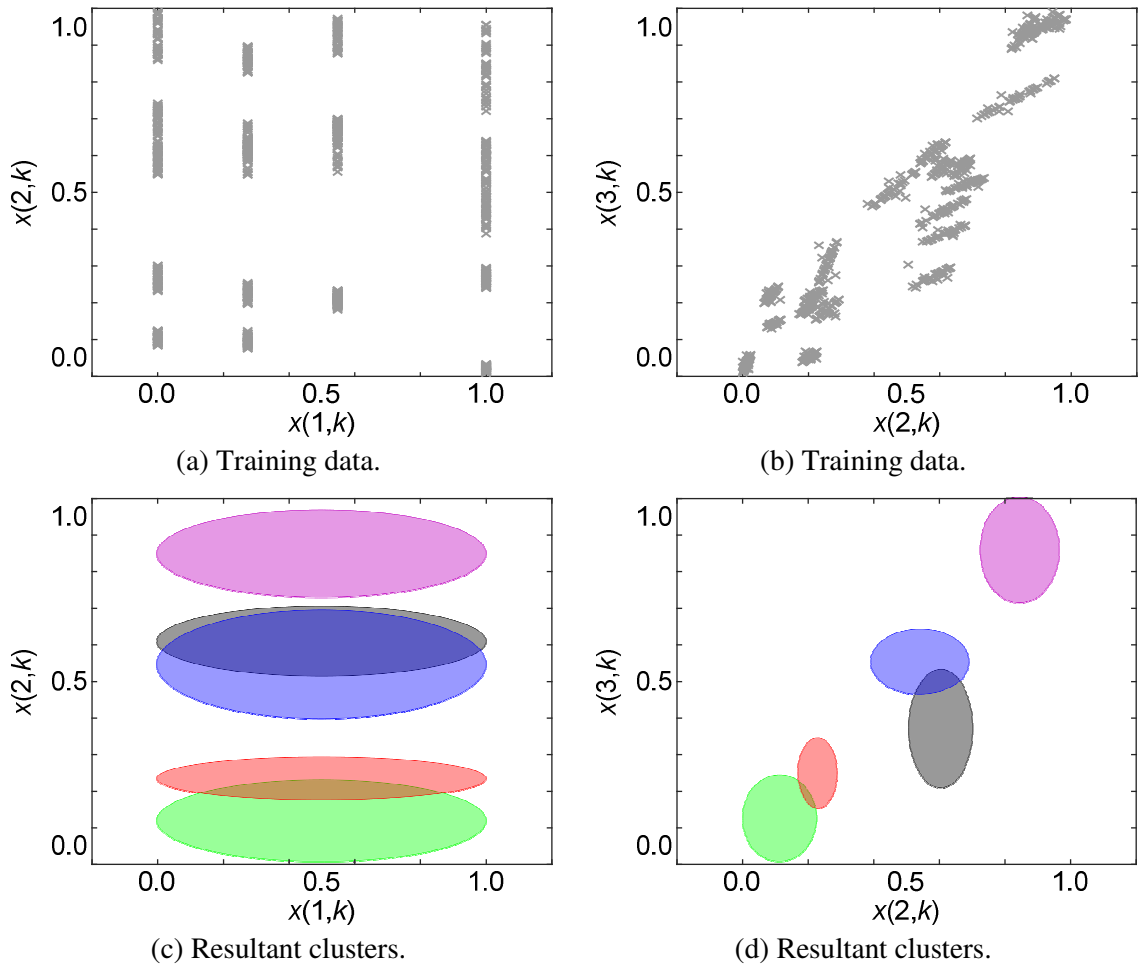 1.0
0.5
0.0
x(2,k)
0.0 0.5 1.0
x(1,k)
(a) Training data.
1.0
0.5
0.0
x(3,k)
0.0 0.5 1.0
x(2,k)
(b) Training data.
1.0
0.5
0.0
x(2,k)
0.0 0.5 1.0
x(1,k)
(c) Resultant clusters.
1.0
0.5
0.0
x(3,k)
0.0 0.5 1.0
x(2,k)
(d) Resultant clusters.